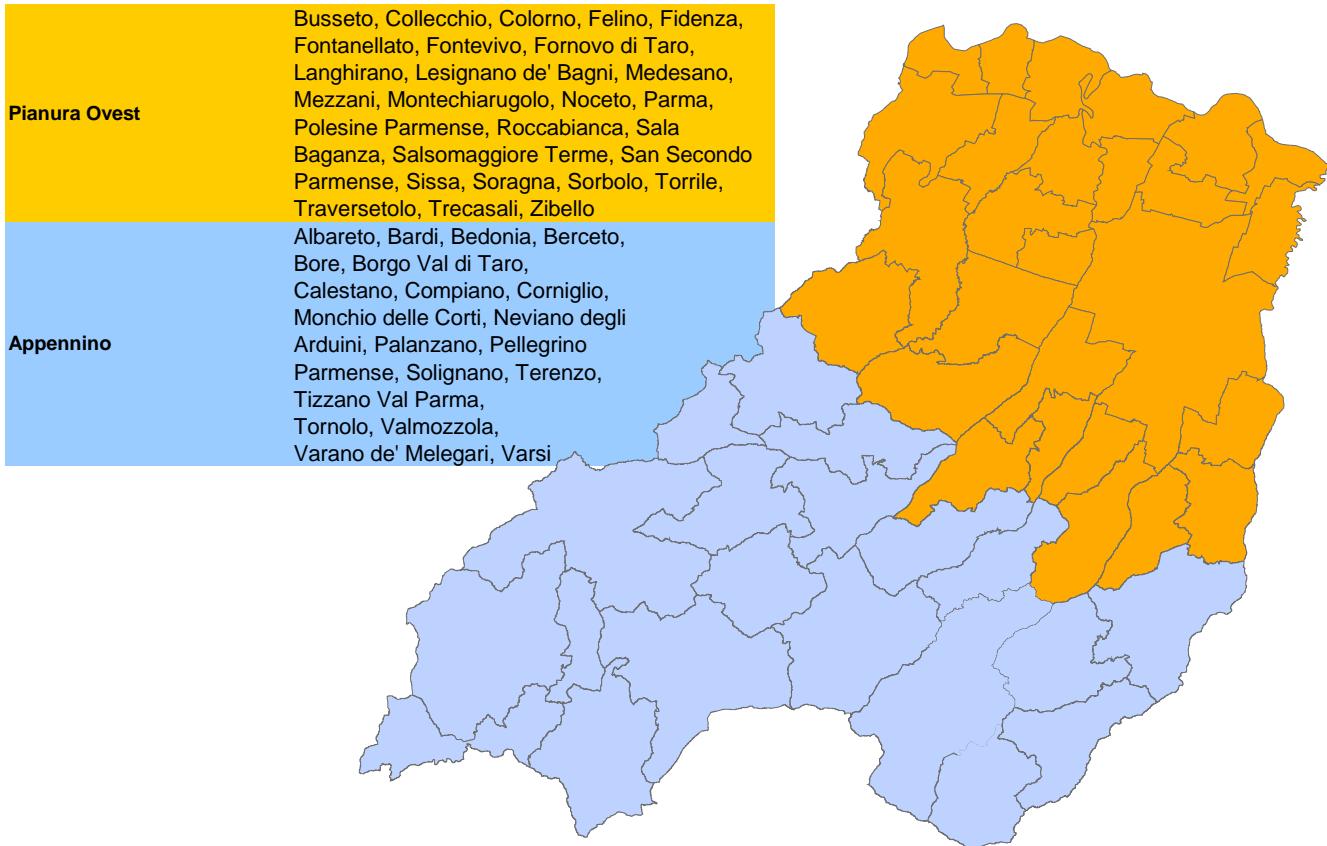 Pianura Ovest
Busseto, Collecchio, Colorno, Felino, Fidenza,
Fontanellato, Fontevivo, Fornovo di Taro,
Langhirano, Lesignano de' Bagni, Medesano,
Mezzani, Montechiarugolo, Noceto, Parma,
Polesine Parmense, Roccabianca, Sala
Baganza, Salsomaggiore Terme, San Secondo
Parmense, Sissa, Soragna, Sorbolo, Torrile,
Traversetolo, Trecasali, Zibello
Appennino
Albareto, Bardi, Bedonia, Berceto,
Bore, Borgo Val di Taro,
Calestano, Compiano, Corniglio,
Monchio delle Corti, Neviano degli
Arduini, Palanzano, Pellegrino
Parmense, Solignano, Terenzo,
Tizzano Val Parma,
Tornolo, Valmozzola,
Varano de' Melegari, Varsi